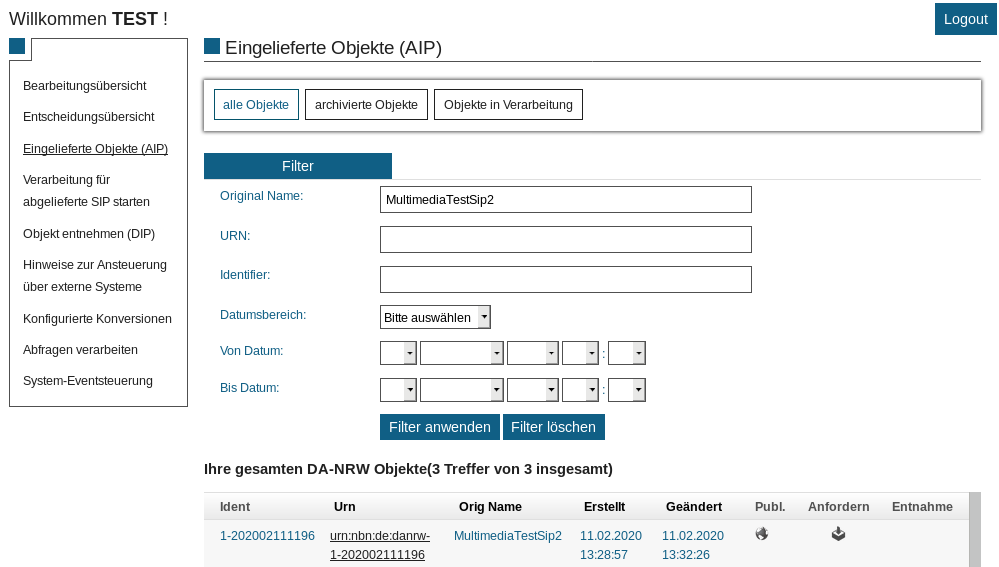 Willkommen TEST !
Logout
Bearbeitungsübersicht
Entscheidungsübersicht
Eingelieferte Objekte (AIP)
Verarbeitung für
abgelieferte SIP starten
Objekt entnehmen (DIP)
Hinweise zur Ansteuerung
über externe Systeme
Konfigurierte Konversionen
Abfragen verarbeiten
System-Eventsteuerung
Eingelieferte Objekte (AIP)
alle Objekte archivierte Objekte Objekte in Verarbeitung
Filter
Original Name: MultimediaTestSip2
URN:
Identifier:
Datumsbereich: Bitte auswählen
Von Datum: :
Bis Datum: :
Filter anwenden Filter löschen
Ihre gesamten DA-NRW Objekte(3 Treffer von 3 insgesamt)
Ident Urn Orig Name Erstellt Geändert Publ. Anfordern Entnahme
1-202002111196 urn:nbn:de:danrw- MultimediaTestSip2 11.02.2020 11.02.2020
1-202002111196 13:28:57 13:32:26